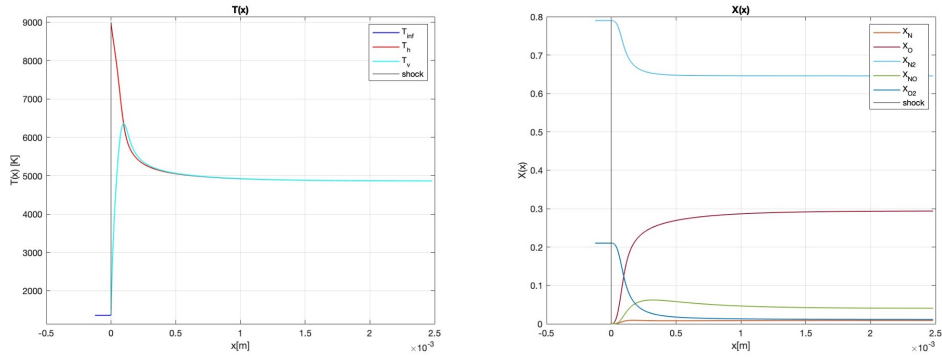 T(x)
T_inf
T_h
T_v
shock
9000
8000
7000
6000
5000
4000
3000
2000
T(x) [K]
-0.5
0
0.5
1
1.5
2
2.5
x[m]
×10⁻³
X(x)
X_N
X_O
X_N2
X_NO
X_O2
shock
0.8
0.7
0.6
0.5
0.4
0.3
0.2
0.1
0
X(x)
-0.5
0
0.5
1
1.5
2
2.5
x[m]
×10⁻³